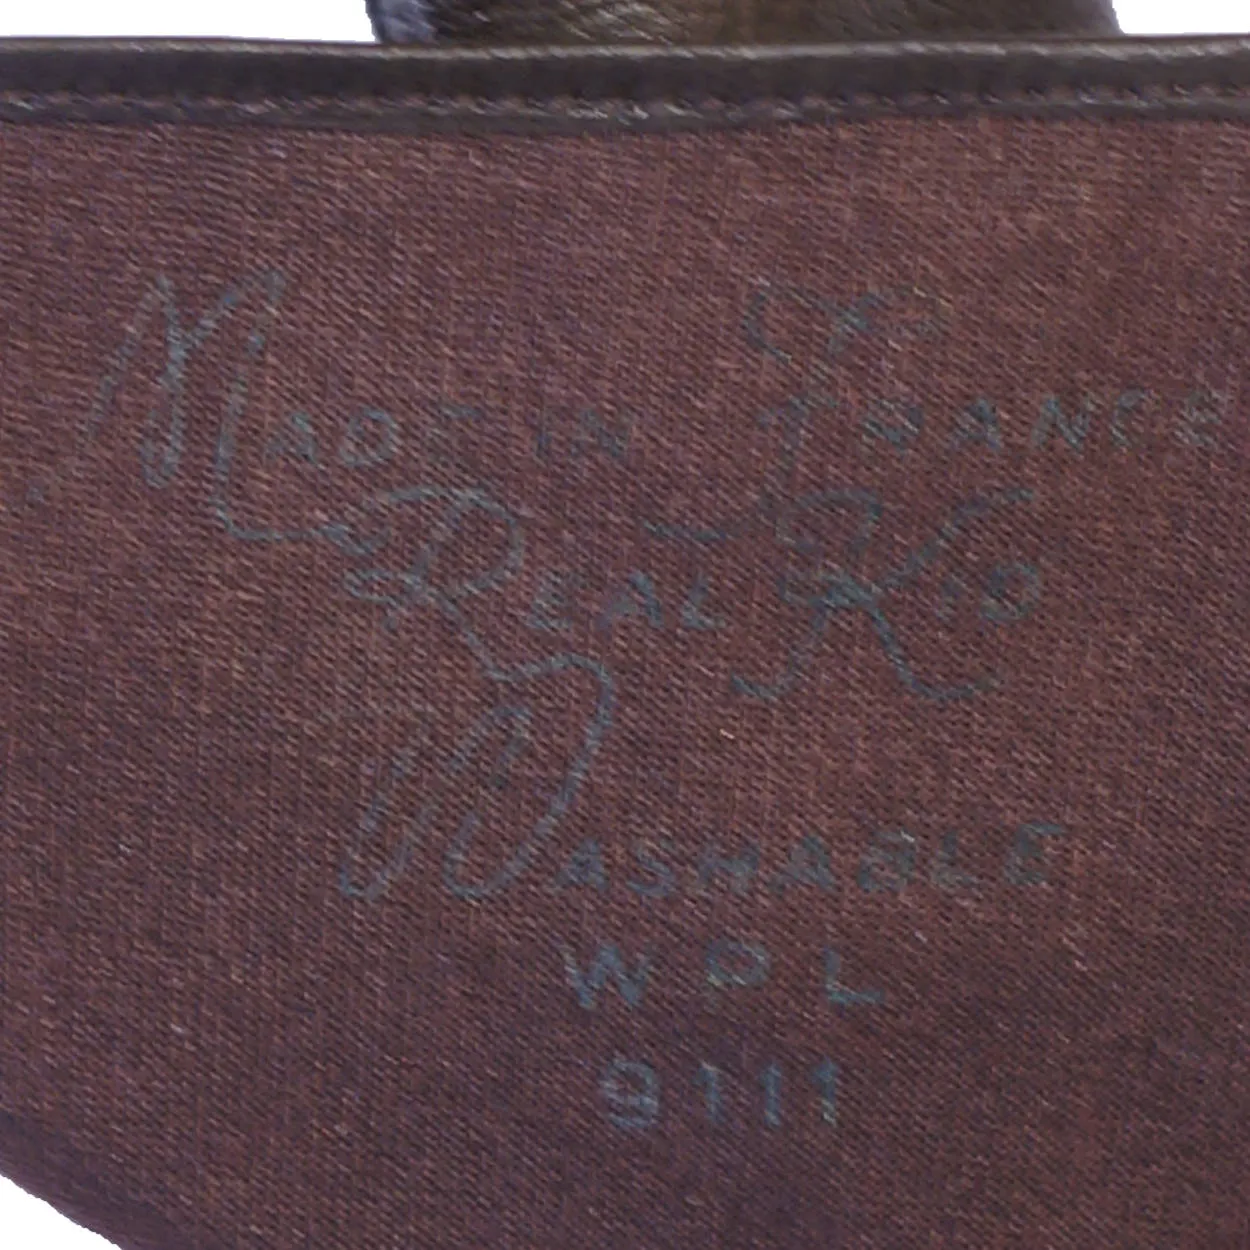 MADE IN FRANCE
REAL KID
WASHABLE
WPL
9111